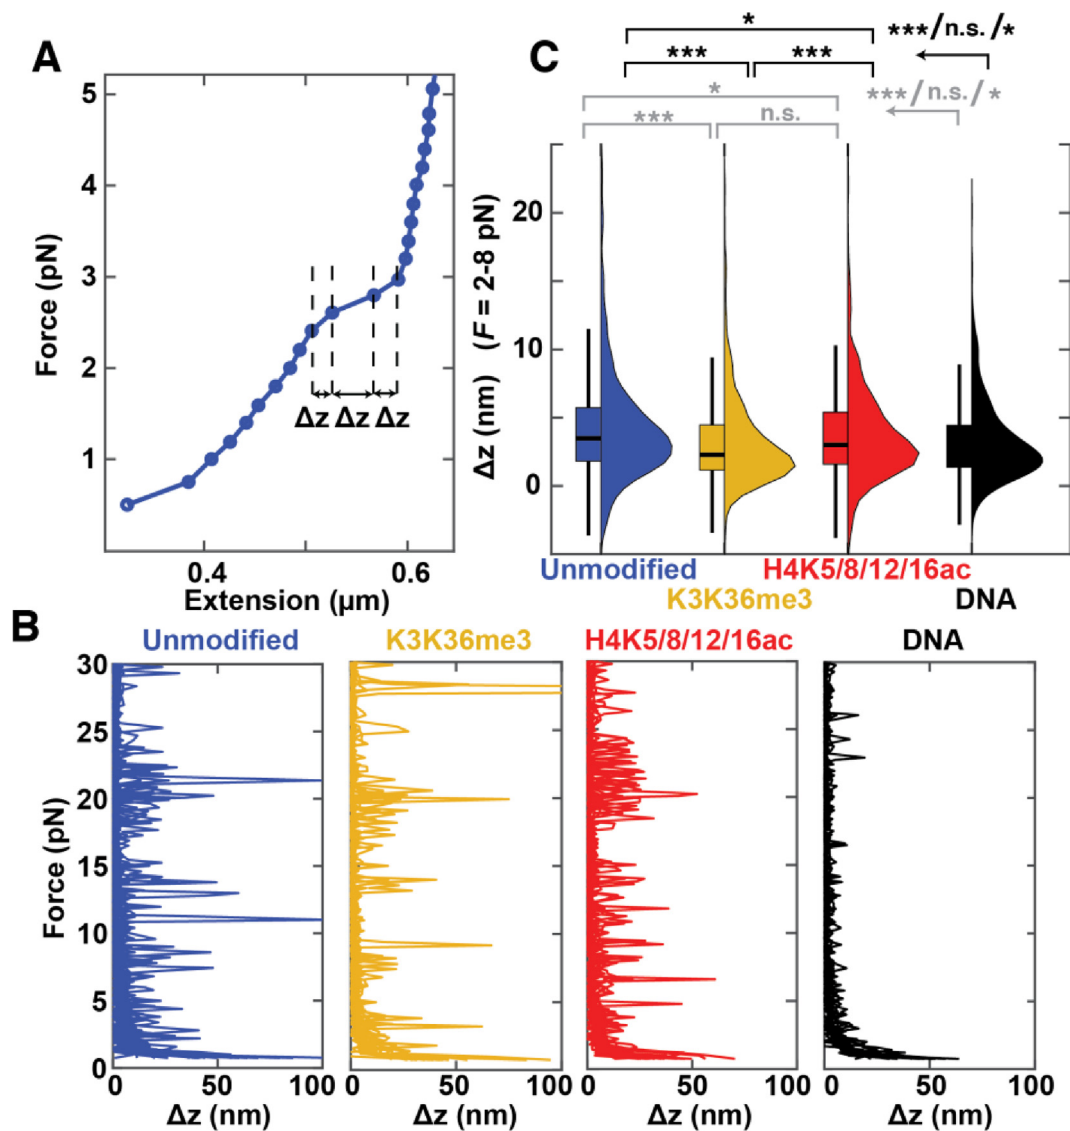 A
Force (pN)
5
4
3
2
1
Δz Δz Δz
0.4 0.6
Extension (μm)
C
*
*** ***
***/n.s./*
*
*** n.s.
***/n.s./*
Δz (nm) (F = 2-8 pN)
20
10
0
Unmodified H4K5/8/12/16ac
K3K36me3 DNA
B
Unmodified K3K36me3 H4K5/8/12/16ac DNA
Force (pN)
30
25
20
15
10
5
0
0 50 100 0 50 100 0 50 100 0 50 100
Δz (nm) Δz (nm) Δz (nm) Δz (nm)